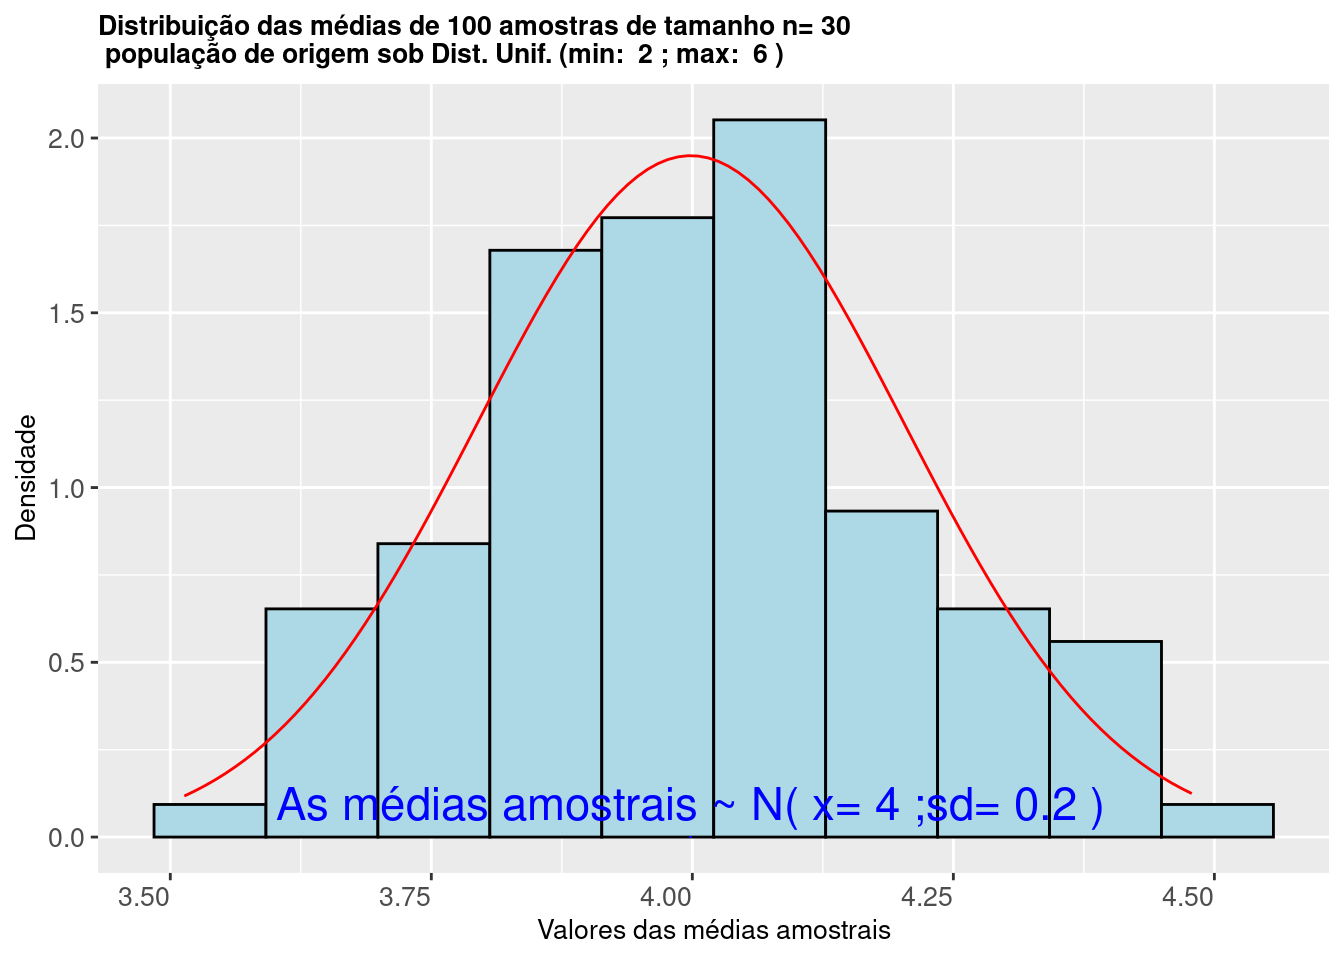 Distribuição das médias de 100 amostras de tamanho n= 30
população de origem sob Dist. Unif. (min:  2 ; max:  6 )
2.0
1.5
1.0
0.5
0.0
Densidade
As médias amostrais ~ N( x= 4 ;sd= 0.2 )
3.50 3.75 4.00 4.25 4.50
Valores das médias amostrais